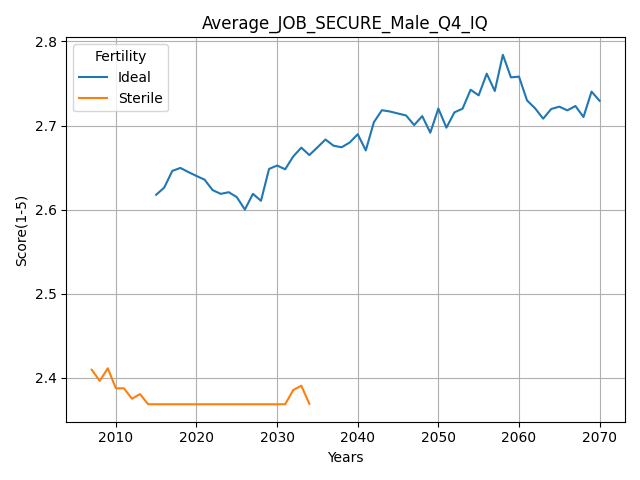 Average_JOB_SECURE_Male_Q4_IQ
Fertility
Ideal
Sterile
Score(1-5)
2.8
2.7
2.6
2.5
2.4
2010 2020 2030 2040 2050 2060 2070
Years